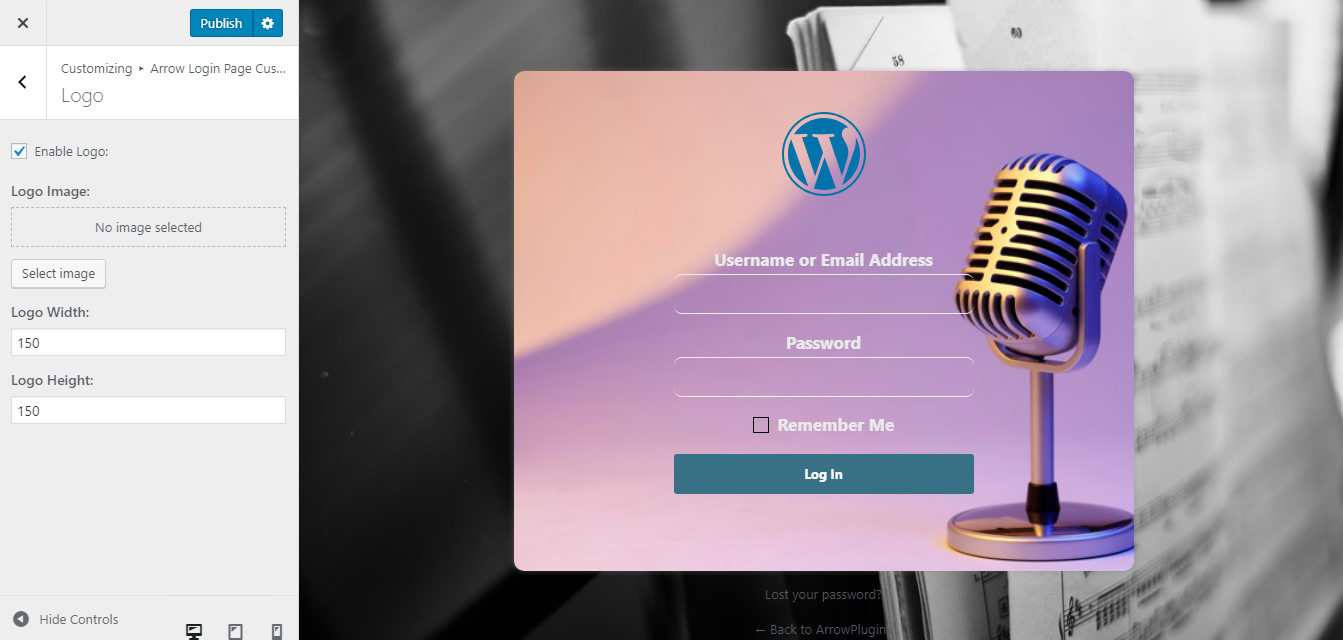 Publish
Customizing ▸ Arrow Login Page Cus...
Logo
Enable Logo:
Logo Image:
No image selected
Select image
Logo Width:
150
Logo Height:
150
Hide Controls
58
60
W
Username or Email Address
Password
Remember Me
Log In
Lost your password?
← Back to ArrowPlugin